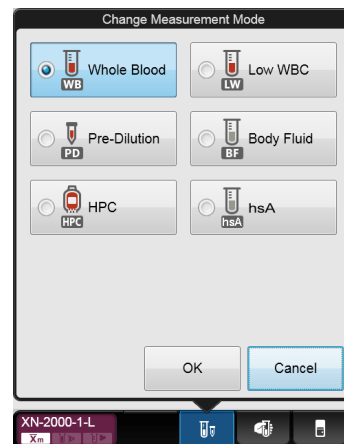 Change Measurement Mode
Whole Blood
WB
Low WBC
LW
Pre-Dilution
PD
Body Fluid
BF
HPC
HPC
hsA
hsA
OK
Cancel
XN-2000-1-L
Xm